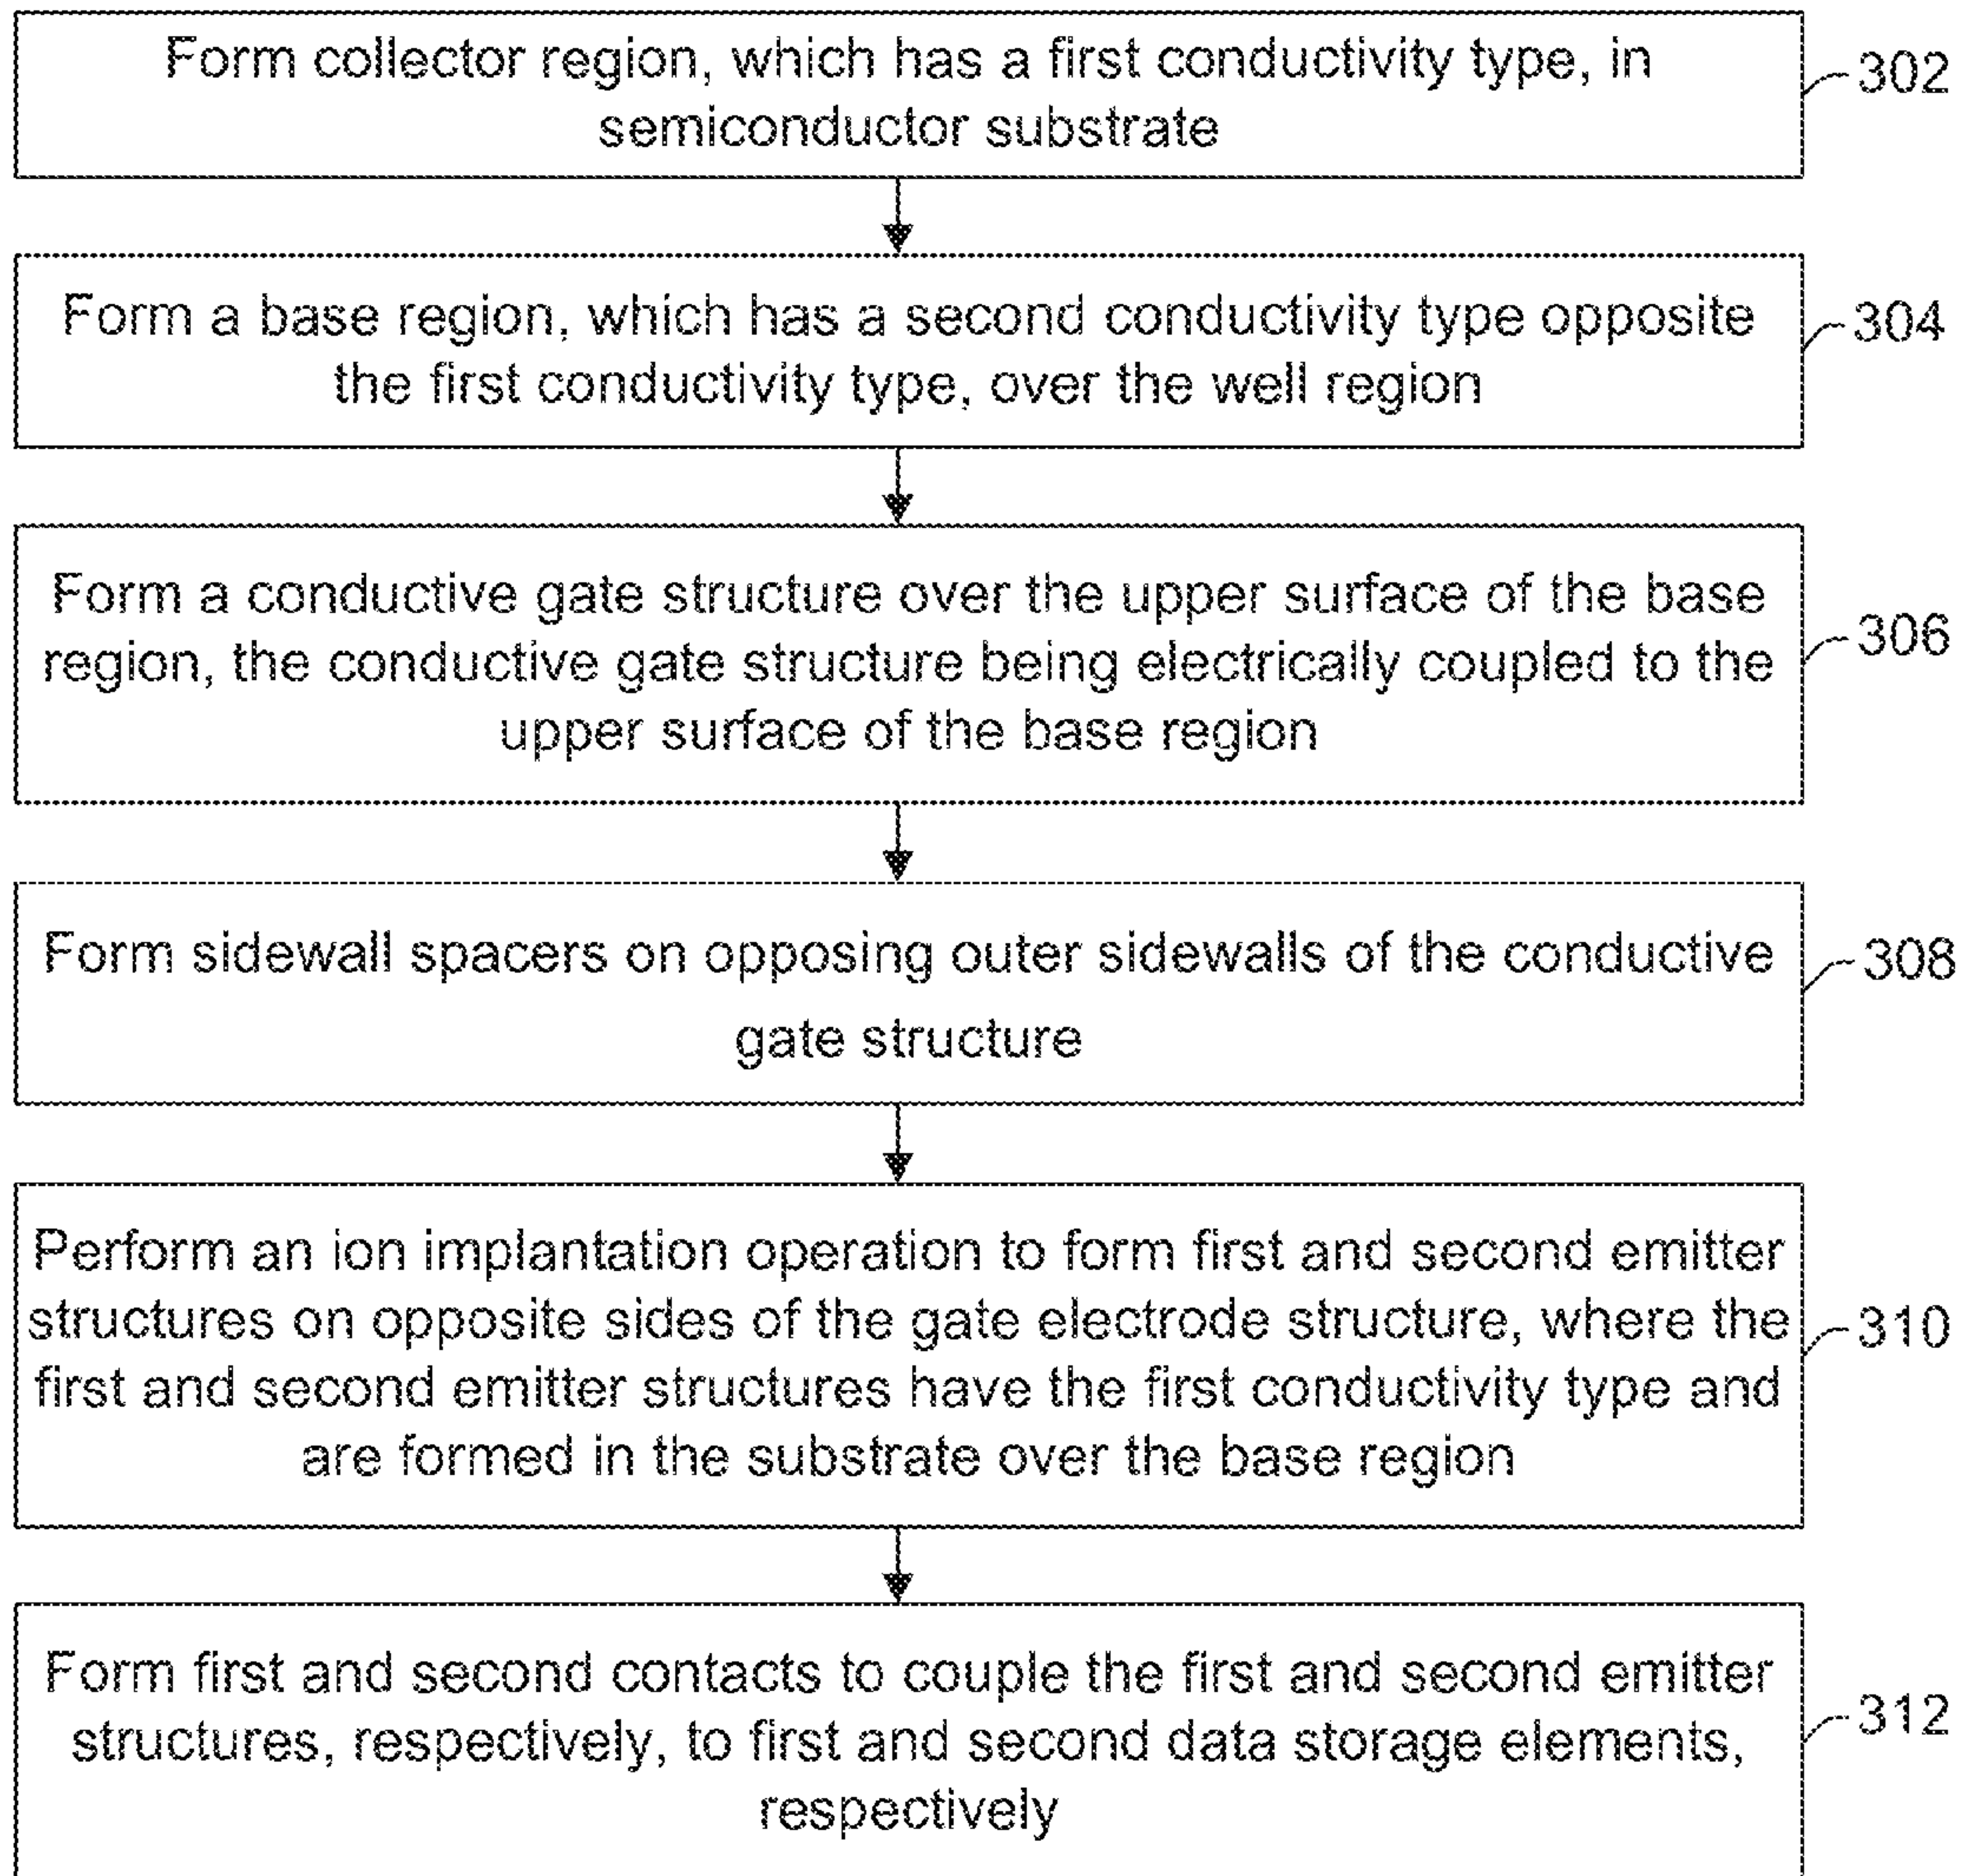 Form collector region, which has a first conductivity type, in
semiconductor substrate
302
Form a base region, which has a second conductivity type opposite
the first conductivity type, over the well region
304
Form a conductive gate structure over the upper surface of the base
region, the conductive gate structure being electrically coupled to the
upper surface of the base region
306
Form sidewall spacers on opposing outer sidewalls of the conductive
gate structure
308
Perform an ion implantation operation to form first and second emitter
structures on opposite sides of the gate electrode structure, where the
first and second emitter structures have the first conductivity type and
are formed in the substrate over the base region
310
Form first and second contacts to couple the first and second emitter
structures, respectively, to first and second data storage elements,
respectively
312